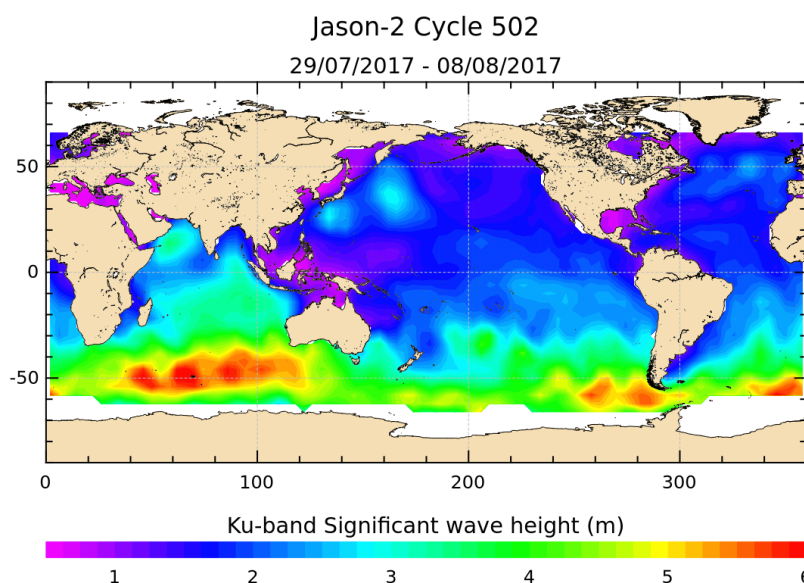 Jason-2 Cycle 502
29/07/2017 - 08/08/2017
50
0
-50
0 100 200 300
Ku-band Significant wave height (m)
1 2 3 4 5 6